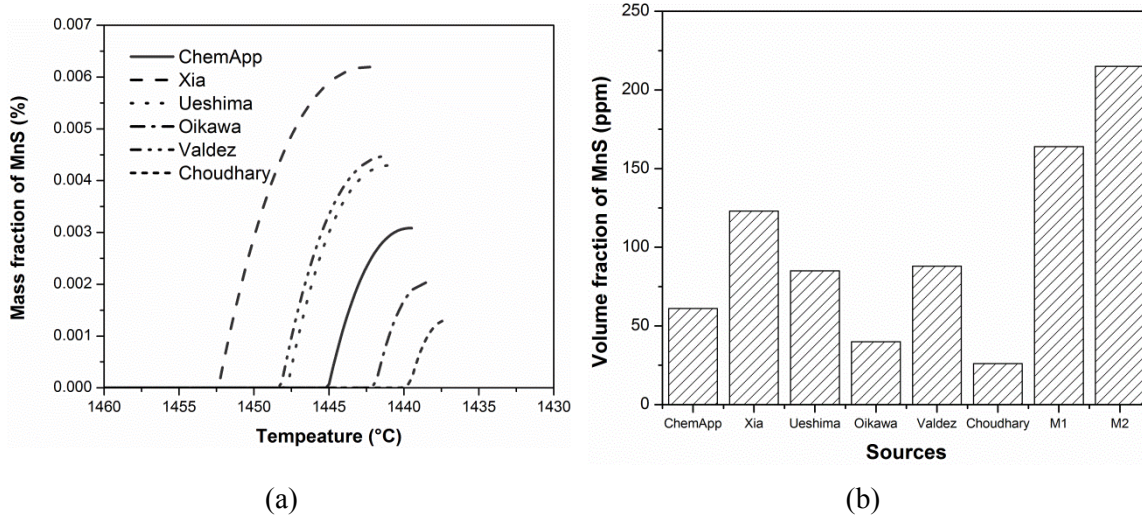 0.007
0.006
0.005
0.004
0.003
0.002
0.001
0.000
Mass fraction of MnS (%)
ChemApp
Xia
Ueshima
Oikawa
Valdez
Choudhary
1460 1455 1450 1445 1440 1435 1430
Tempeature (°C)
(a)
250
200
150
100
50
0
Volume fraction of MnS (ppm)
ChemApp Xia Ueshima Oikawa Valdez Choudhary M1 M2
Sources
(b)